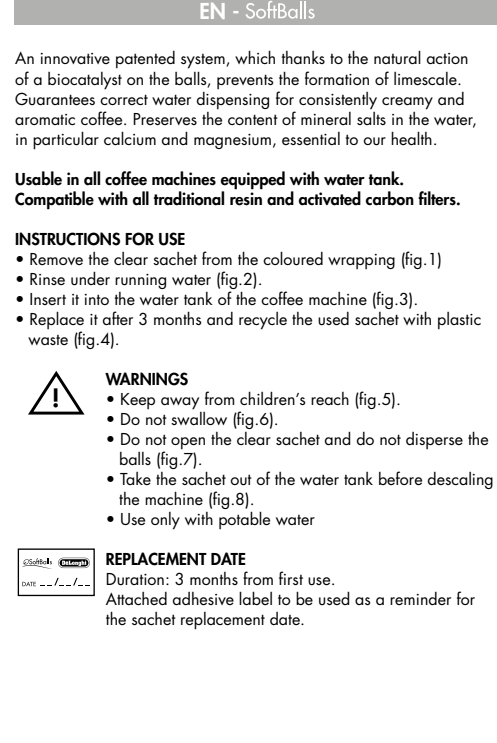 EN - SoftBalls
An innovative patented system, which thanks to the natural action
of a biocatalyst on the balls, prevents the formation of limescale.
Guarantees correct water dispensing for consistently creamy and
aromatic coffee. Preserves the content of mineral salts in the water,
in particular calcium and magnesium, essential to our health.
Usable in all coffee machines equipped with water tank.
Compatible with all traditional resin and activated carbon filters.
INSTRUCTIONS FOR USE
• Remove the clear sachet from the coloured wrapping (fig.1)
• Rinse under running water (fig.2).
• Insert it into the water tank of the coffee machine (fig.3).
• Replace it after 3 months and recycle the used sachet with plastic
waste (fig.4).
WARNINGS
• Keep away from children's reach (fig.5).
• Do not swallow (fig.6).
• Do not open the clear sachet and do not disperse the
balls (fig.7).
• Take the sachet out of the water tank before descaling
the machine (fig.8).
• Use only with potable water
SoftBalls DeLonghi
DATE __/__/__
REPLACEMENT DATE
Duration: 3 months from first use.
Attached adhesive label to be used as a reminder for
the sachet replacement date.